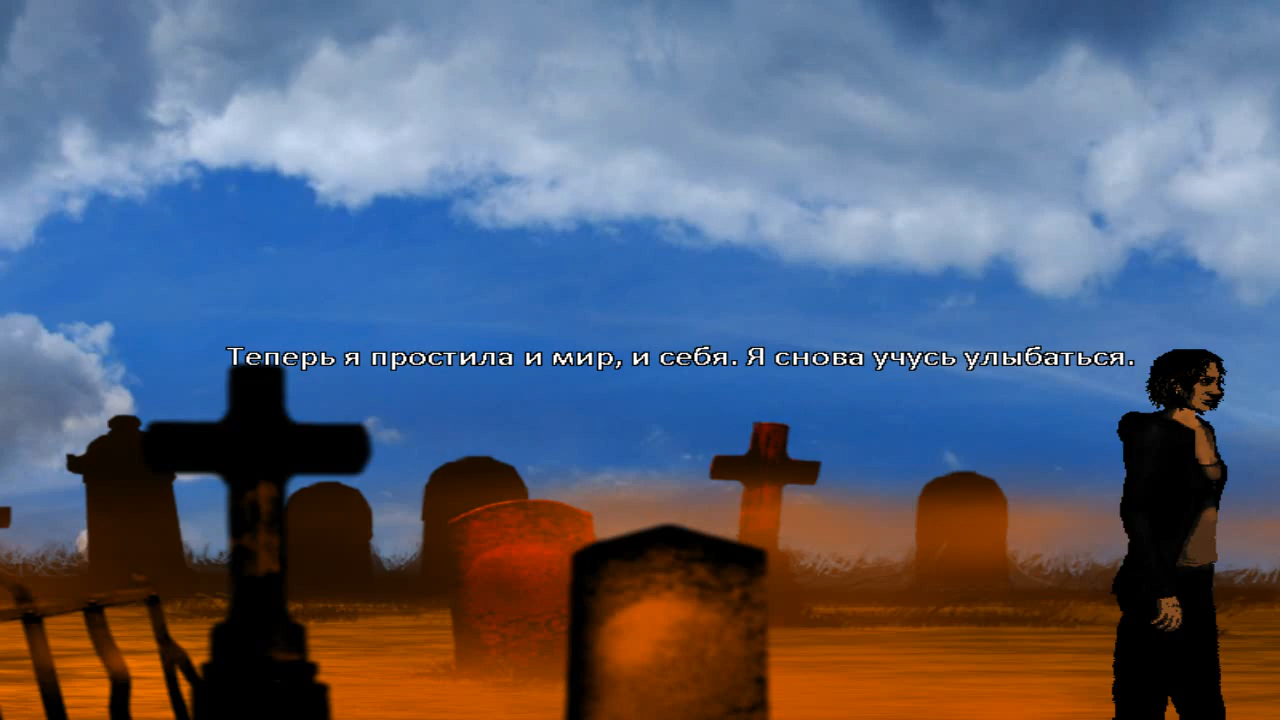 Теперь я простила и мир, и себя. Я снова учусь улыбаться.